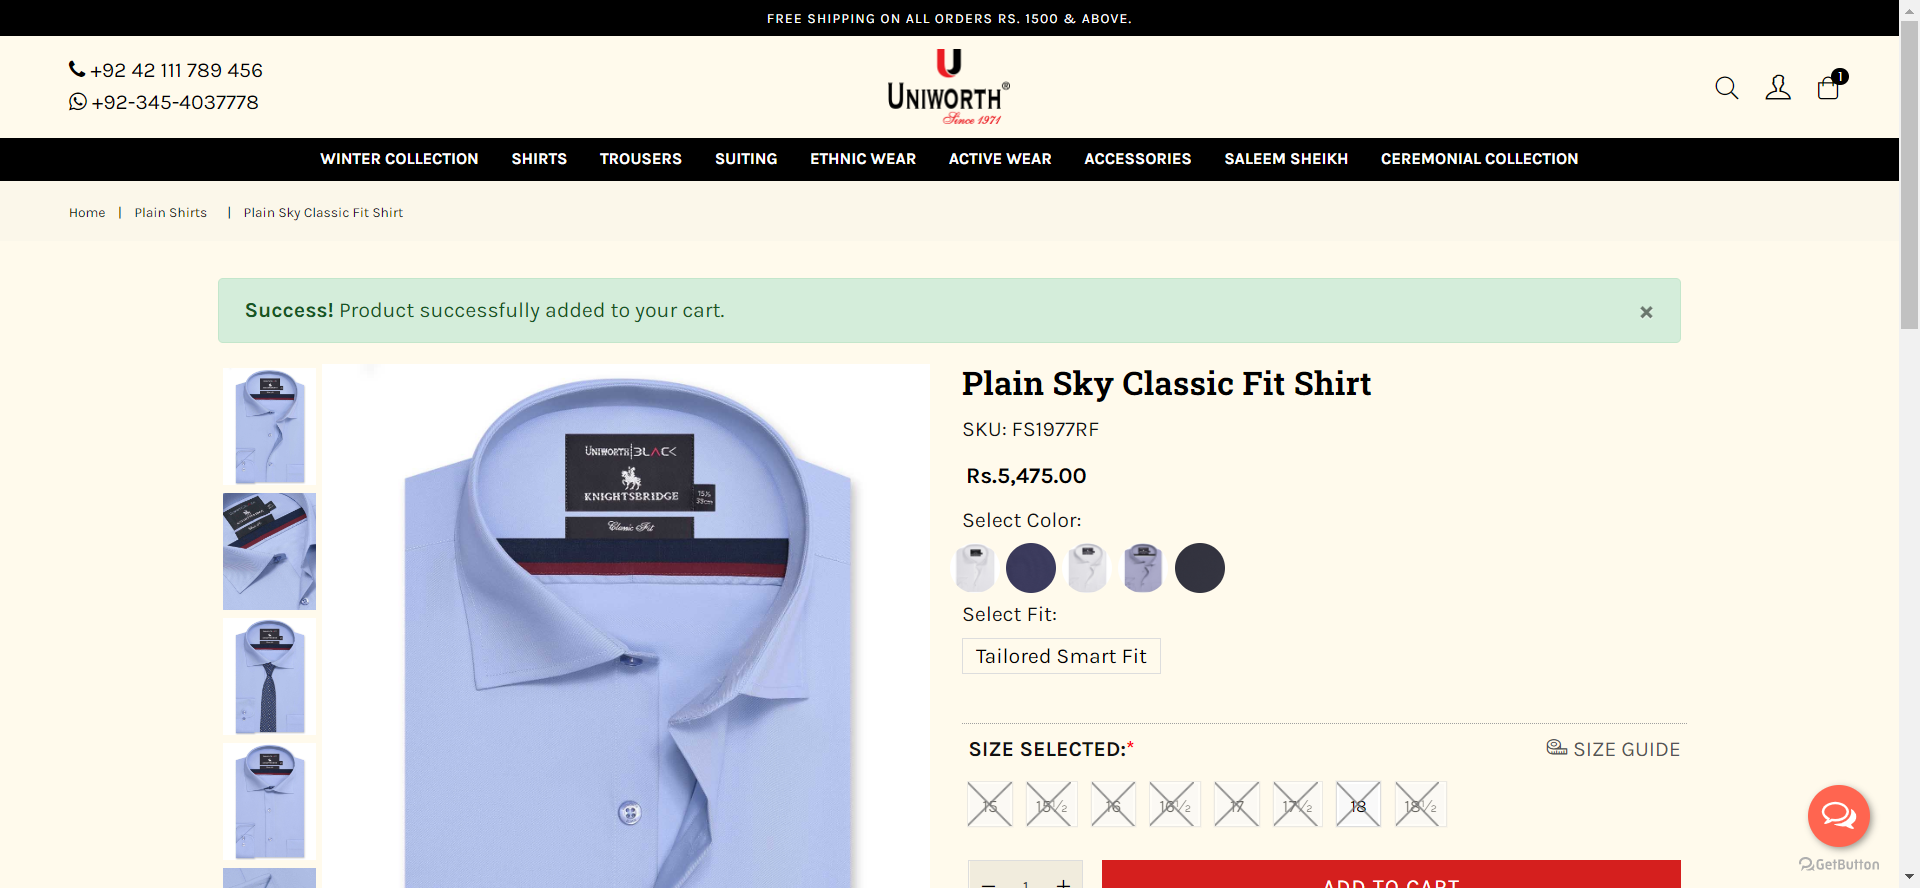 FREE SHIPPING ON ALL ORDERS RS. 1500 & ABOVE.
+92 42 111 789 456
+92-345-4037778
UNIWORTH®
Since 1971
1
WINTER COLLECTION SHIRTS TROUSERS SUITING ETHNIC WEAR ACTIVE WEAR ACCESSORIES SALEEM SHEIKH CEREMONIAL COLLECTION
Home | Plain Shirts | Plain Sky Classic Fit Shirt
Success! Product successfully added to your cart.
×
UNIWORTH BLACK
KNIGHTSBRIDGE
15½
Classic Fit
Plain Sky Classic Fit Shirt
SKU: FS1977RF
Rs.5,475.00
Select Color:
Select Fit:
Tailored Smart Fit
SIZE SELECTED:*
SIZE GUIDE
15 15½ 16 16½ 17 17½ 18 18½
− 1 +
ADD TO CART
GetButton